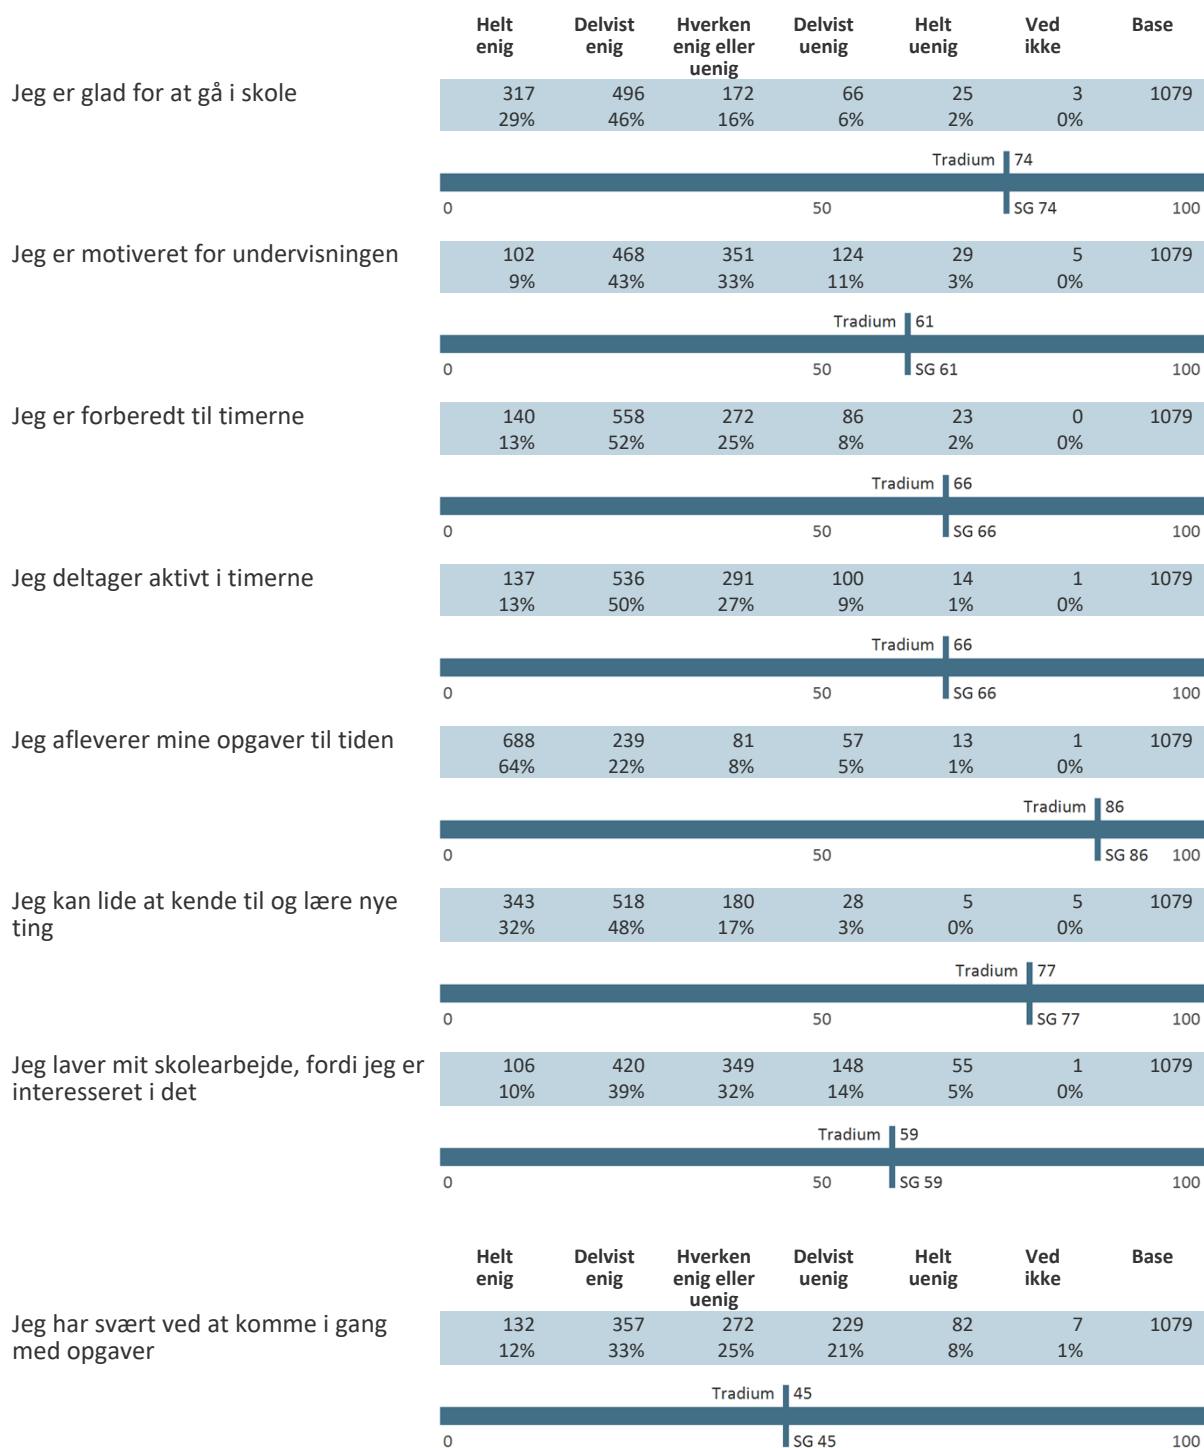 Helt enig Delvist enig Hverken enig eller uenig Delvist uenig Helt uenig Ved ikke Base
Jeg er glad for at gå i skole 317 496 172 66 25 3 1079
29% 46% 16% 6% 2% 0%
Tradium 74
0 50 SG 74 100
Jeg er motiveret for undervisningen 102 468 351 124 29 5 1079
9% 43% 33% 11% 3% 0%
Tradium 61
0 50 SG 61 100
Jeg er forberedt til timerne 140 558 272 86 23 0 1079
13% 52% 25% 8% 2% 0%
Tradium 66
0 50 SG 66 100
Jeg deltager aktivt i timerne 137 536 291 100 14 1 1079
13% 50% 27% 9% 1% 0%
Tradium 66
0 50 SG 66 100
Jeg afleverer mine opgaver til tiden 688 239 81 57 13 1 1079
64% 22% 8% 5% 1% 0%
Tradium 86
0 50 SG 86 100
Jeg kan lide at kende til og lære nye 343 518 180 28 5 5 1079
ting 32% 48% 17% 3% 0% 0%
Tradium 77
0 50 SG 77 100
Jeg laver mit skolearbejde, fordi jeg er 106 420 349 148 55 1 1079
interesseret i det 10% 39% 32% 14% 5% 0%
Tradium 59
0 50 SG 59 100
Helt enig Delvist enig Hverken enig eller uenig Delvist uenig Helt uenig Ved ikke Base
Jeg har svært ved at komme i gang 132 357 272 229 82 7 1079
med opgaver 12% 33% 25% 21% 8% 1%
Tradium 45
0 SG 45 100